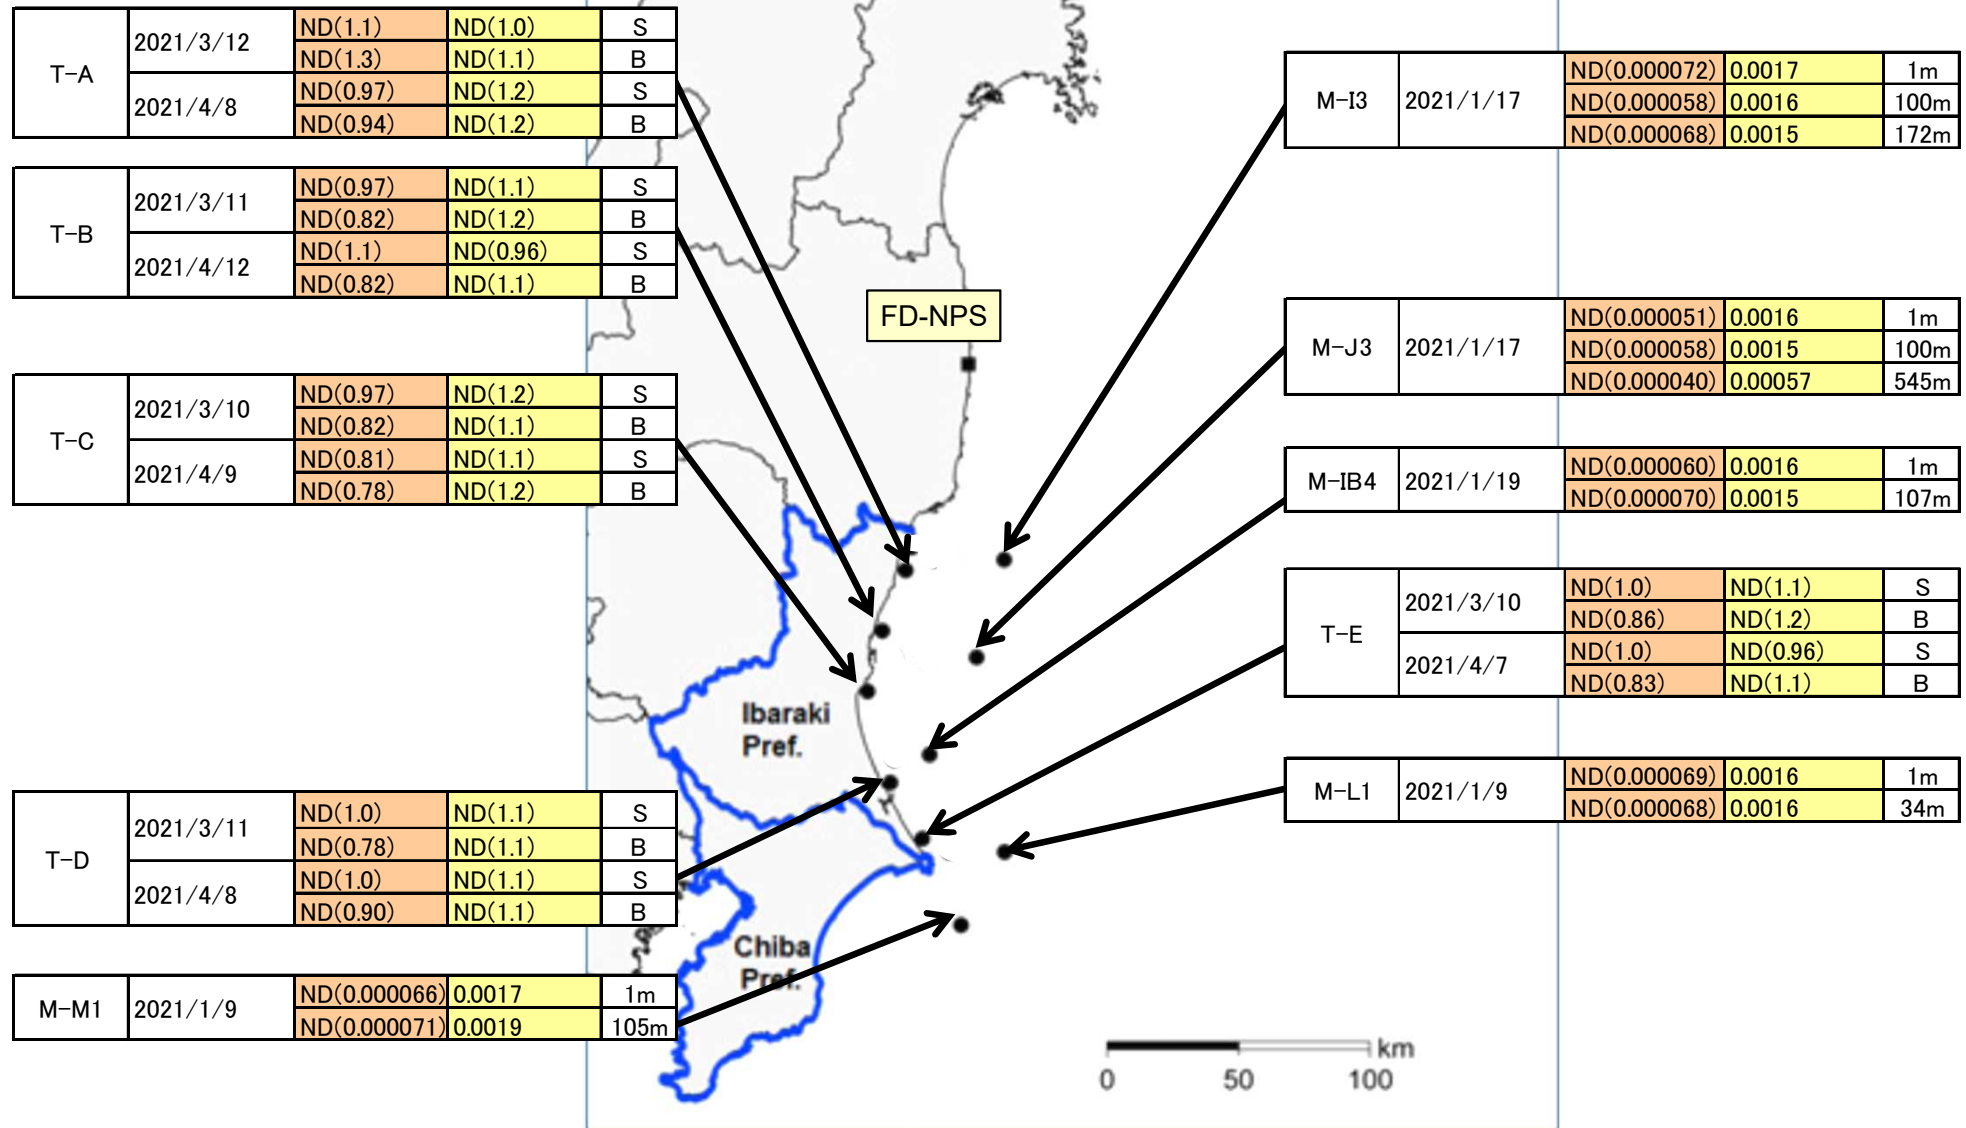 T-A 2021/3/12 ND(1.1) ND(1.0) S
ND(1.3) ND(1.1) B
2021/4/8 ND(0.97) ND(1.2) S
ND(0.94) ND(1.2) B
T-B 2021/3/11 ND(0.97) ND(1.1) S
ND(0.82) ND(1.2) B
2021/4/12 ND(1.1) ND(0.96) S
ND(0.82) ND(1.1) B
T-C 2021/3/10 ND(0.97) ND(1.2) S
ND(0.82) ND(1.1) B
2021/4/9 ND(0.81) ND(1.1) S
ND(0.78) ND(1.2) B
T-D 2021/3/11 ND(1.0) ND(1.1) S
ND(0.78) ND(1.1) B
2021/4/8 ND(1.0) ND(1.1) S
ND(0.90) ND(1.1) B
M-M1 2021/1/9 ND(0.000066) 0.0017 1m
ND(0.000071) 0.0019 105m
FD-NPS
Ibaraki
Pref.
Chiba
Pref.
M-I3 2021/1/17 ND(0.000072) 0.0017 1m
ND(0.000058) 0.0016 100m
ND(0.000068) 0.0015 172m
M-J3 2021/1/17 ND(0.000051) 0.0016 1m
ND(0.000058) 0.0015 100m
ND(0.000040) 0.00057 545m
M-IB4 2021/1/19 ND(0.000060) 0.0016 1m
ND(0.000070) 0.0015 107m
T-E 2021/3/10 ND(1.0) ND(1.1) S
ND(0.86) ND(1.2) B
2021/4/7 ND(1.0) ND(0.96) S
ND(0.83) ND(1.1) B
M-L1 2021/1/9 ND(0.000069) 0.0016 1m
ND(0.000068) 0.0016 34m
km
0 50 100